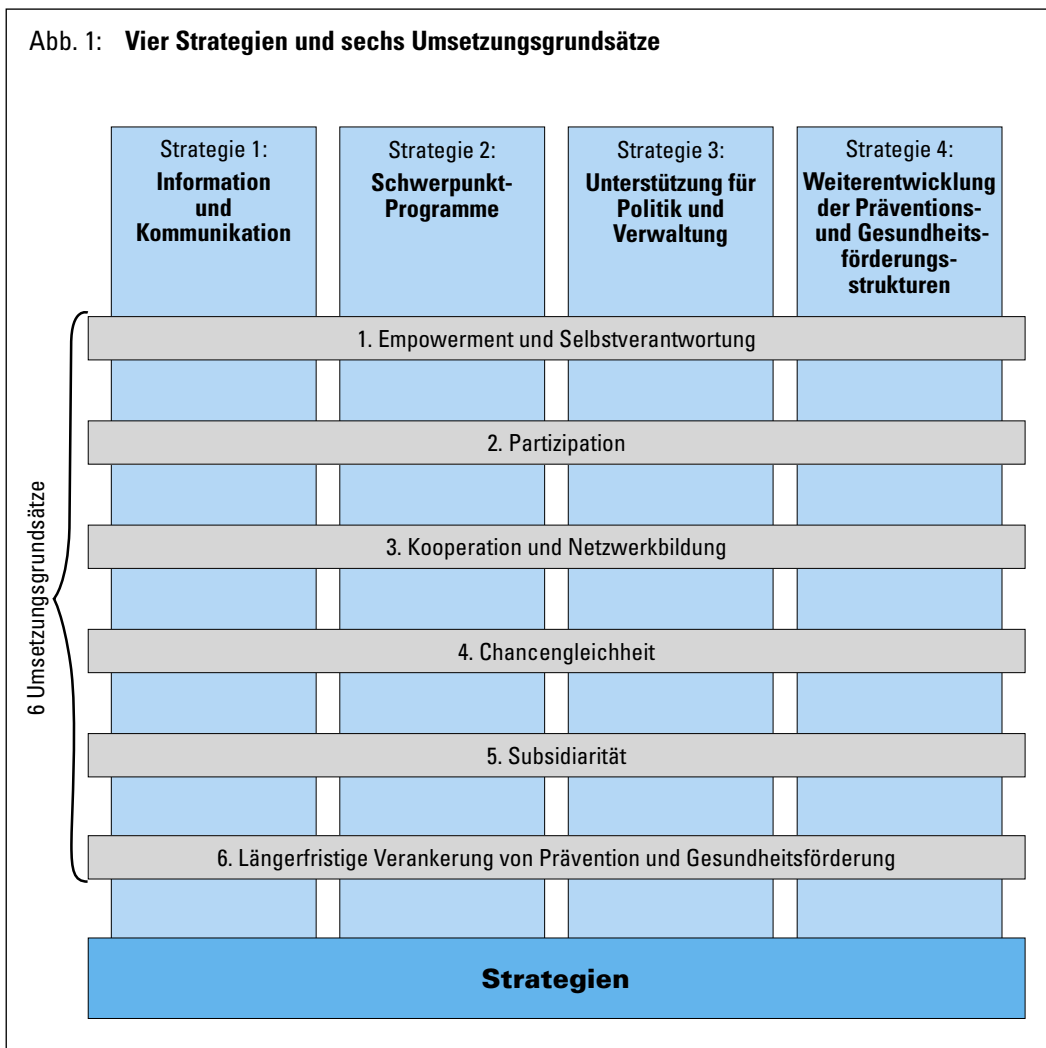 Abb. 1: Vier Strategien und sechs Umsetzungsgrundsätze
Strategie 1:
Information
und
Kommunikation
Strategie 2:
Schwerpunkt-
Programme
Strategie 3:
Unterstützung für
Politik und
Verwaltung
Strategie 4:
Weiterentwicklung
der Präventions-
und Gesundheits-
förderungs-
strukturen
6 Umsetzungsgrundsätze
1. Empowerment und Selbstverantwortung
2. Partizipation
3. Kooperation und Netzwerkbildung
4. Chancengleichheit
5. Subsidiarität
6. Längerfristige Verankerung von Prävention und Gesundheitsförderung
Strategien